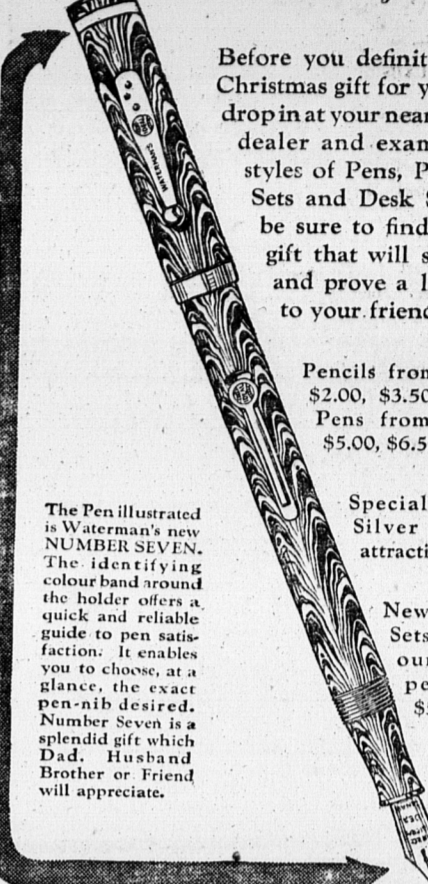 Before you definit
Christmas gift for y
drop in at your near
dealer and exam
styles of Pens, P
Sets and Desk S
be sure to find
gift that will s
and prove a l
to your friend
WATERMAN'S
Pencils from
$2.00, $3.50
Pens from
$5.00, $6.5
Special
Silver
attracti
New
Sets
our
pe
$
The Pen illustrated
is Waterman's new
NUMBER SEVEN.
The identifying
colour band around
the holder offers a
quick and reliable
guide to pen satis-
faction. It enables
you to choose, at a
glance, the exact
pen-nib desired.
Number Seven is a
splendid gift which
Dad. Husband
Brother or Friend
will appreciate.